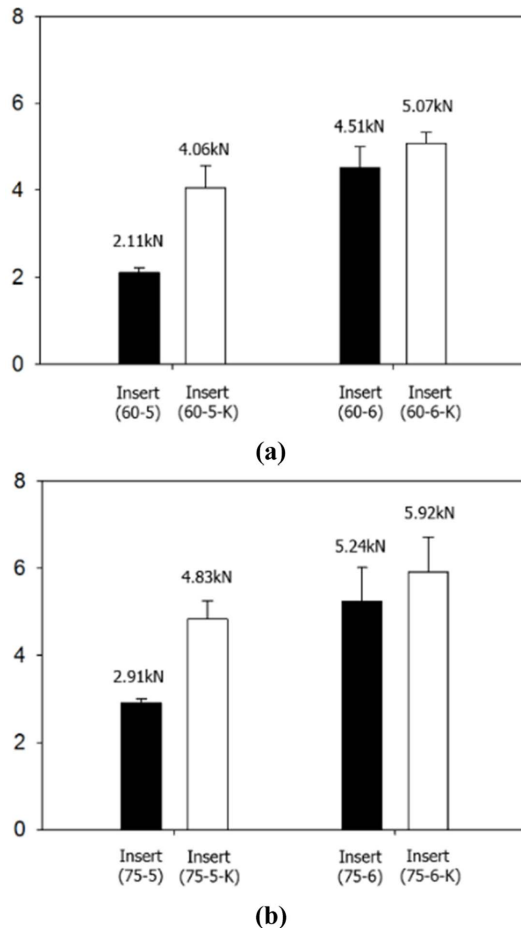 8
5.07kN
4.51kN
6
4.06kN
4
2.11kN
2
0
Insert Insert Insert Insert
(60-5) (60-5-K) (60-6) (60-6-K)
(a)
8
5.92kN
5.24kN
6
4.83kN
4
2.91kN
2
0
Insert Insert Insert Insert
(75-5) (75-5-K) (75-6) (75-6-K)
(b)